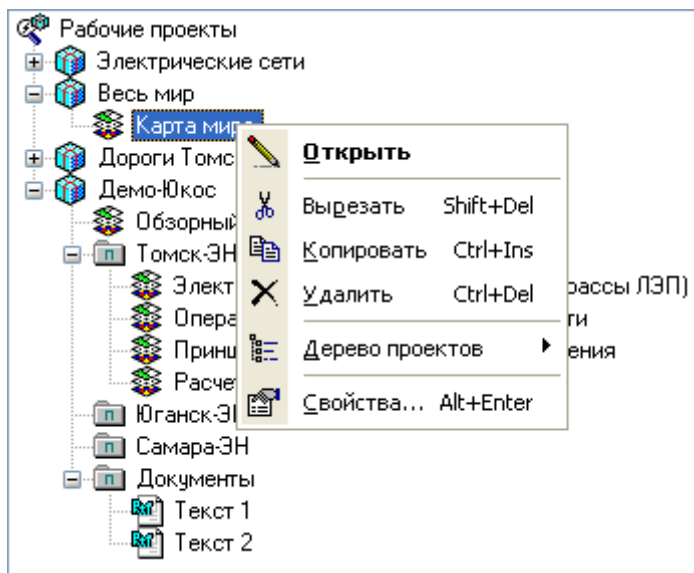 Рабочие проекты
Электрические сети
Весь мир
Карта мира
Дороги Томс
Демо-Юкос
Обзорный
Томск-ЭН
Элект рассы ЛЭП)
Опера ти
Принц ения
Расче
Юганск-Э
Самара-ЭН
Документы
Текст 1
Текст 2
Открыть
Вырезать Shift+Del
Копировать Ctrl+Ins
Удалить Ctrl+Del
Дерево проектов
Свойства... Alt+Enter